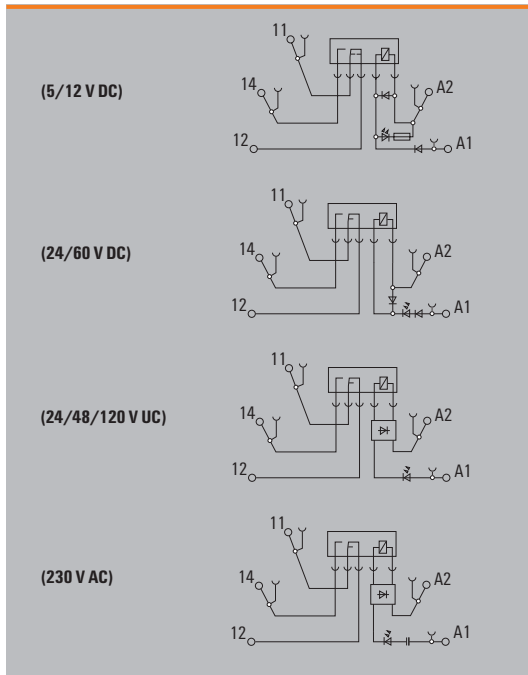 11
(5/12 V DC)
14
A2
12
A1
11
(24/60 V DC)
14
A2
12
A1
11
(24/48/120 V UC)
14
A2
12
A1
11
(230 V AC)
14
A2
12
A1